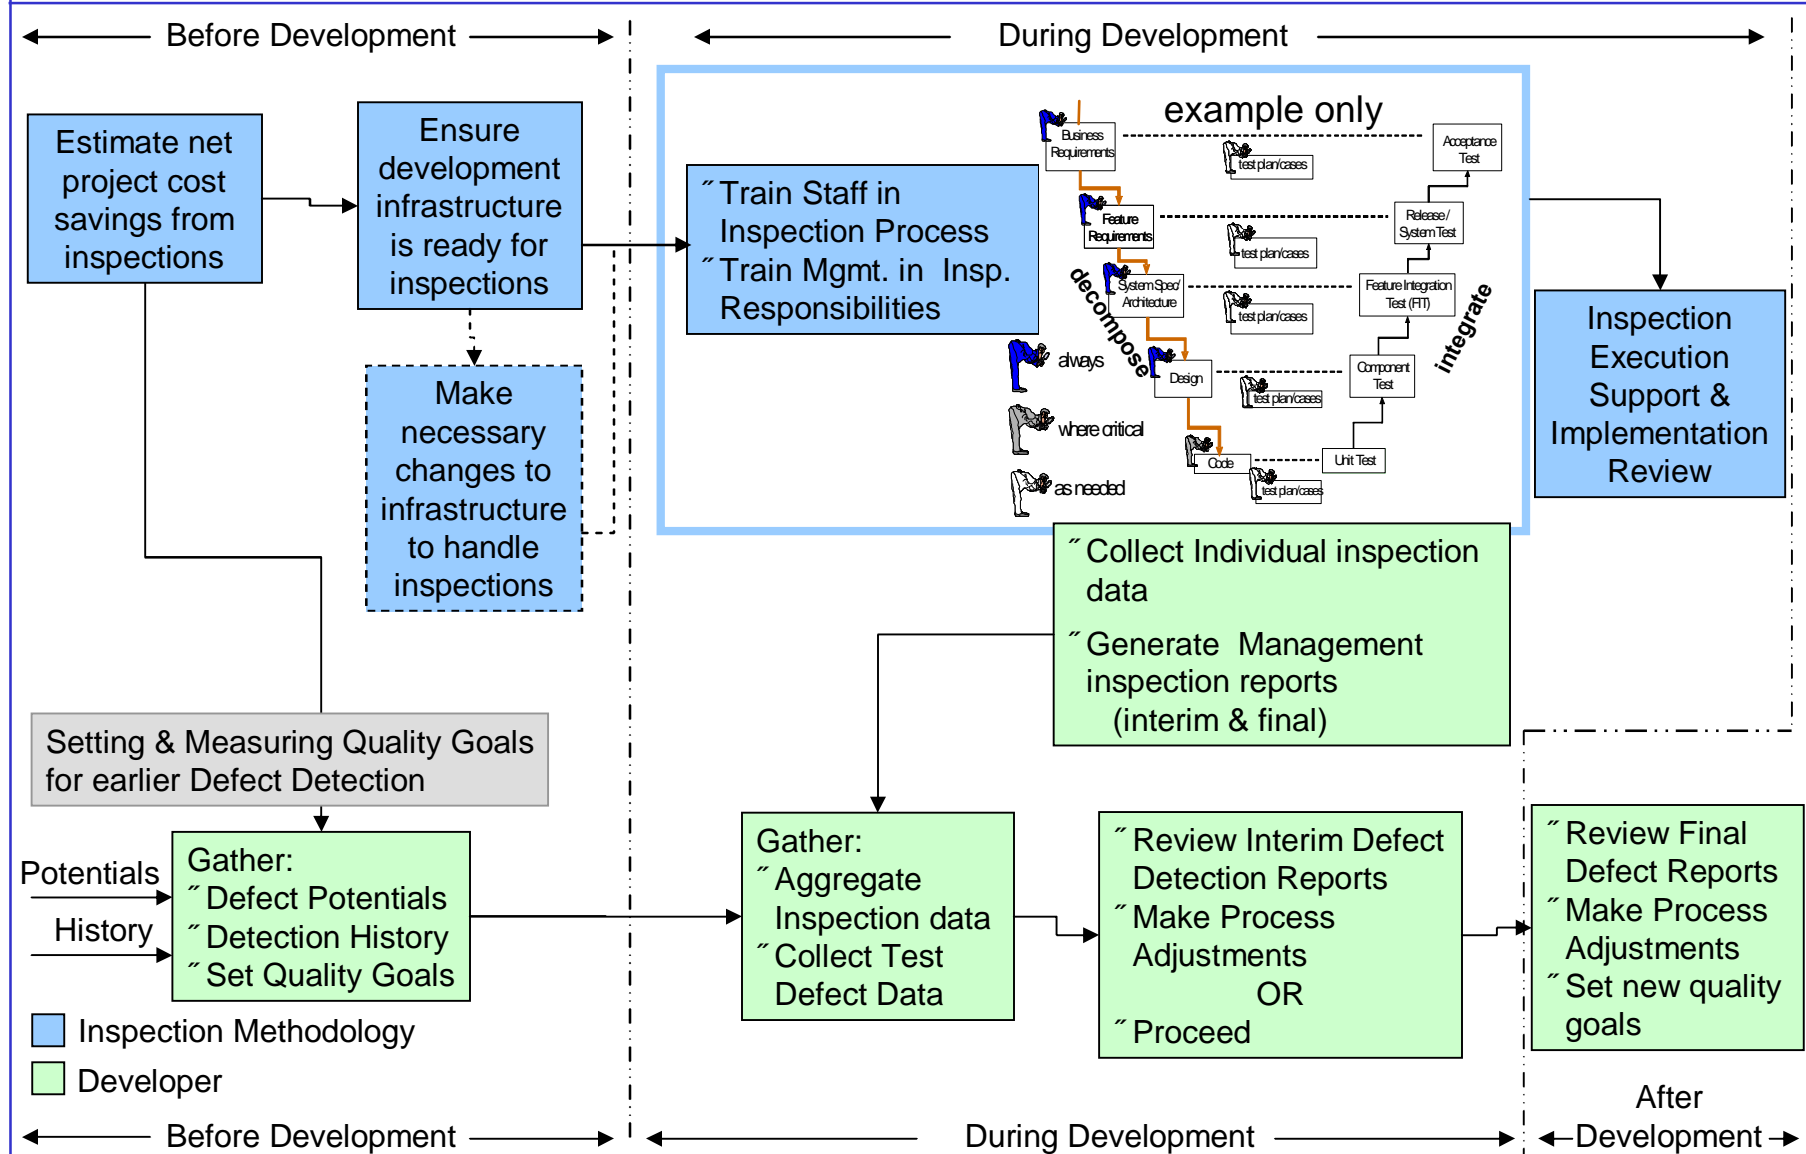 Before Development
During Development
Estimate net
project cost
savings from
inspections
Ensure
development
infrastructure
is ready for
inspections
Make
necessary
changes to
infrastructure
to handle
inspections
˝ Train Staff in
Inspection Process
˝ Train Mgmt. in Insp.
Responsibilities
example only
Business
Requirements
test plan/cases
Acceptance
Test
Feature
Requirements
test plan/cases
Release /
System Test
System Spec/
Architecture
test plan/cases
Feature Integration
Test (FIT)
Design
test plan/cases
Component
Test
Code
test plan/cases
Unit Test
decompose
integrate
always
where critical
as needed
Inspection
Execution
Support &
Implementation
Review
˝ Collect Individual inspection
data
˝ Generate Management
inspection reports
(interim & final)
Setting & Measuring Quality Goals
for earlier Defect Detection
Potentials
History
Gather:
˝ Defect Potentials
˝ Detection History
˝ Set Quality Goals
Gather:
˝ Aggregate
Inspection data
˝ Collect Test
Defect Data
˝ Review Interim Defect
Detection Reports
˝ Make Process
Adjustments
OR
˝ Proceed
˝ Review Final
Defect Reports
˝ Make Process
Adjustments
˝ Set new quality
goals
Inspection Methodology
Developer
Before Development
During Development
After
Development